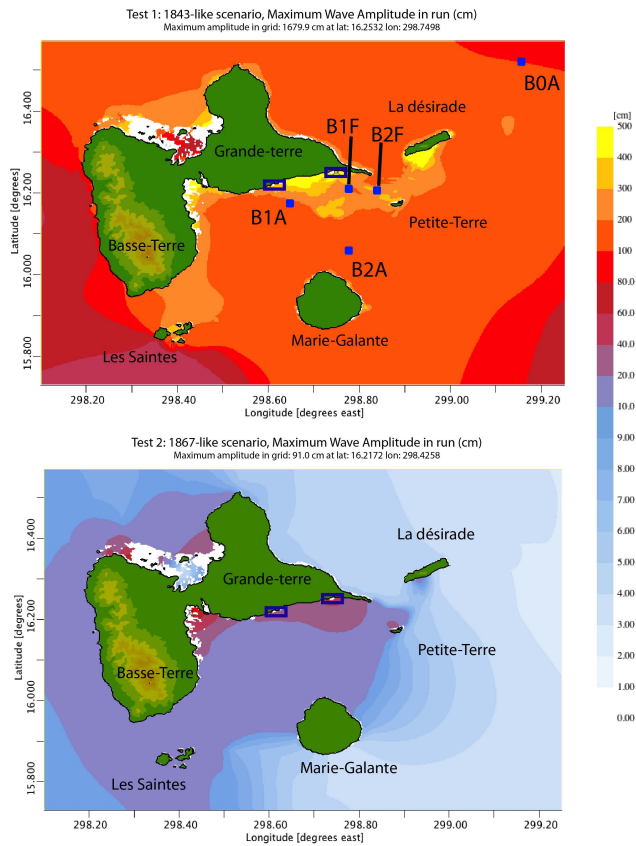 Test 1: 1843-like scenario, Maximum Wave Amplitude in run (cm)
Maximum amplitude in grid: 1679.9 cm at lat: 16.2532 lon: 298.7498
B0A
La désirade
B1F
B2F
Grande-terre
B1A
Petite-Terre
Basse-Terre
B2A
Marie-Galante
Les Saintes
Latitude [degrees]
16.400
16.200
16.000
15.800
298.20 298.40 298.60 298.80 299.00 299.20
Longitude [degrees east]
[cm]
500
400
300
200
100
80.0
60.0
50.0
40.0
20.0
10.0
9.00
8.00
7.00
6.00
5.00
4.00
3.00
2.00
1.00
0.00
Test 2: 1867-like scenario, Maximum Wave Amplitude in run (cm)
Maximum amplitude in grid: 91.0 cm at lat: 16.2172 lon: 298.4258
La désirade
Grande-terre
Petite-Terre
Basse-Terre
Marie-Galante
Les Saintes
Latitude [degrees]
16.400
16.200
16.000
15.800
298.20 298.40 298.60 298.80 299.00 299.20
Longitude [degrees east]